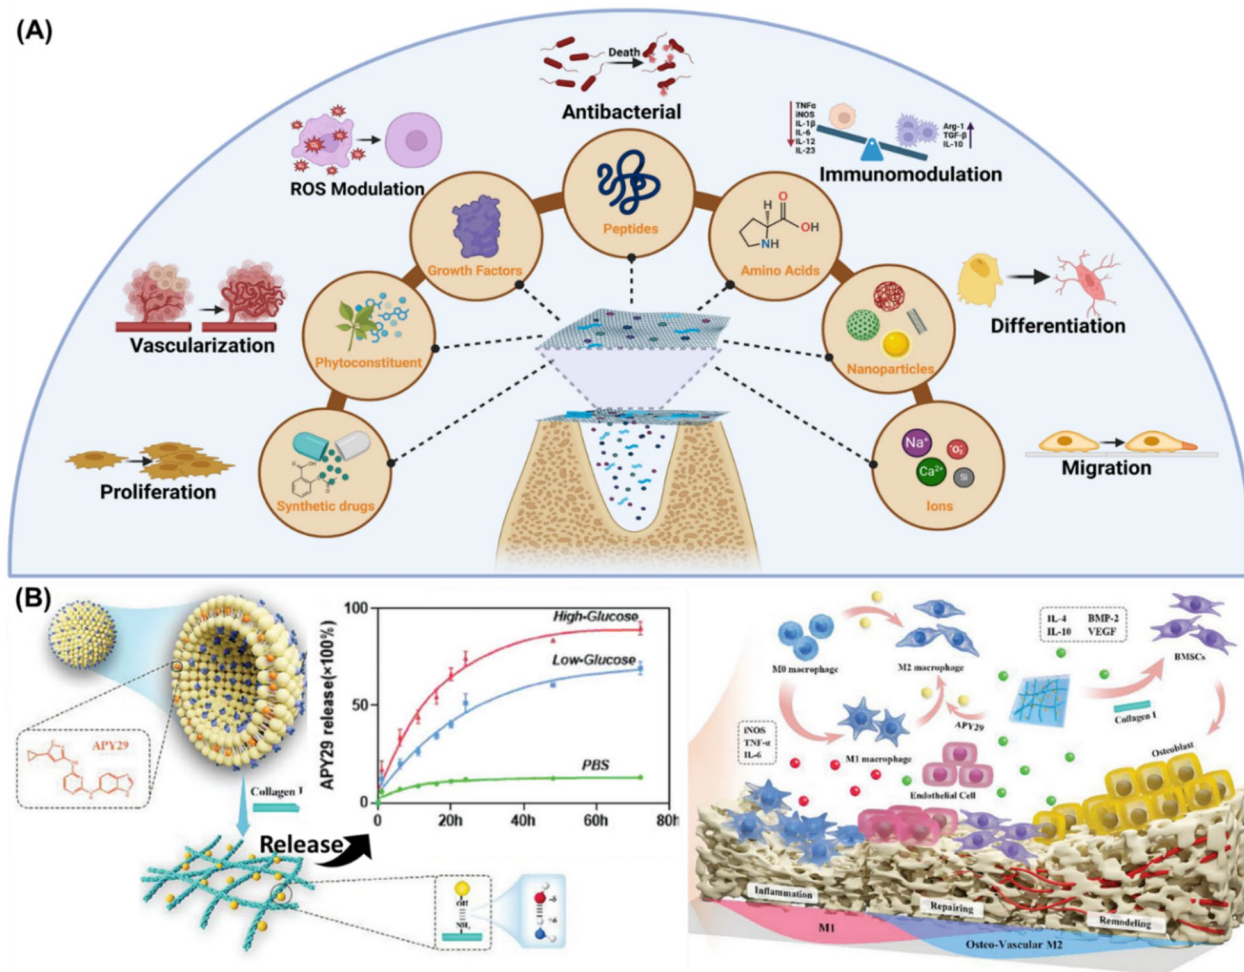 (A)
Death
Antibacterial
TNFα
iNOS
IL-1β
IL-6
IL-12
IL-23
Arg-1
TGF-β
IL-10
Immunomodulation
ROS Modulation
Peptides
Growth Factors
Amino Acids
O
H
OH
NH
Vascularization
Phytoconstituent
Nanoparticles
Differentiation
Proliferation
Synthetic drugs
Na⁺
Ca²⁺
Si
Ions
Migration
(B)
APY29
Collagen I
Release
APY29 release(×100%)
100
50
0
0
20h
40h
60h
80h
High-Glucose
Low-Glucose
PBS
OH
NH₂
M0 macrophage
M2 macrophage
M1 macrophage
iNOS
TNF-α
IL-6
APY29
IL-4 BMP-2
IL-10 VEGF
BMSCs
Collagen I
Endothelial Cell
Osteoblast
Inflammation
Repairing
Remodeling
M1
Osteo-Vascular M2